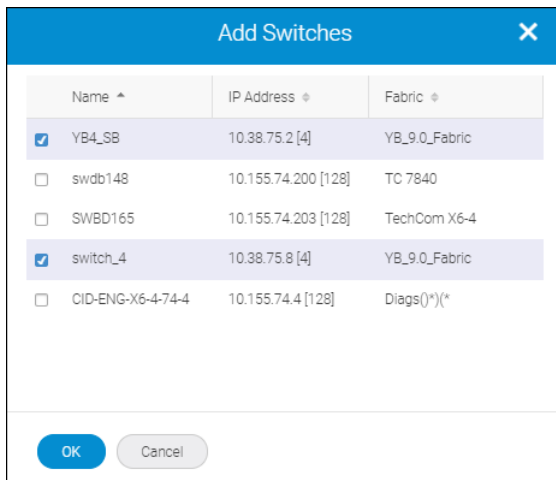 Add Switches
Name IP Address Fabric
YB4_SB 10.38.75.2 [4] YB_9.0_Fabric
swdb148 10.155.74.200 [128] TC 7840
SWBD165 10.155.74.203 [128] TechCom X6-4
switch_4 10.38.75.8 [4] YB_9.0_Fabric
CID-ENG-X6-4-74-4 10.155.74.4 [128] Diags()*)(*
OK Cancel